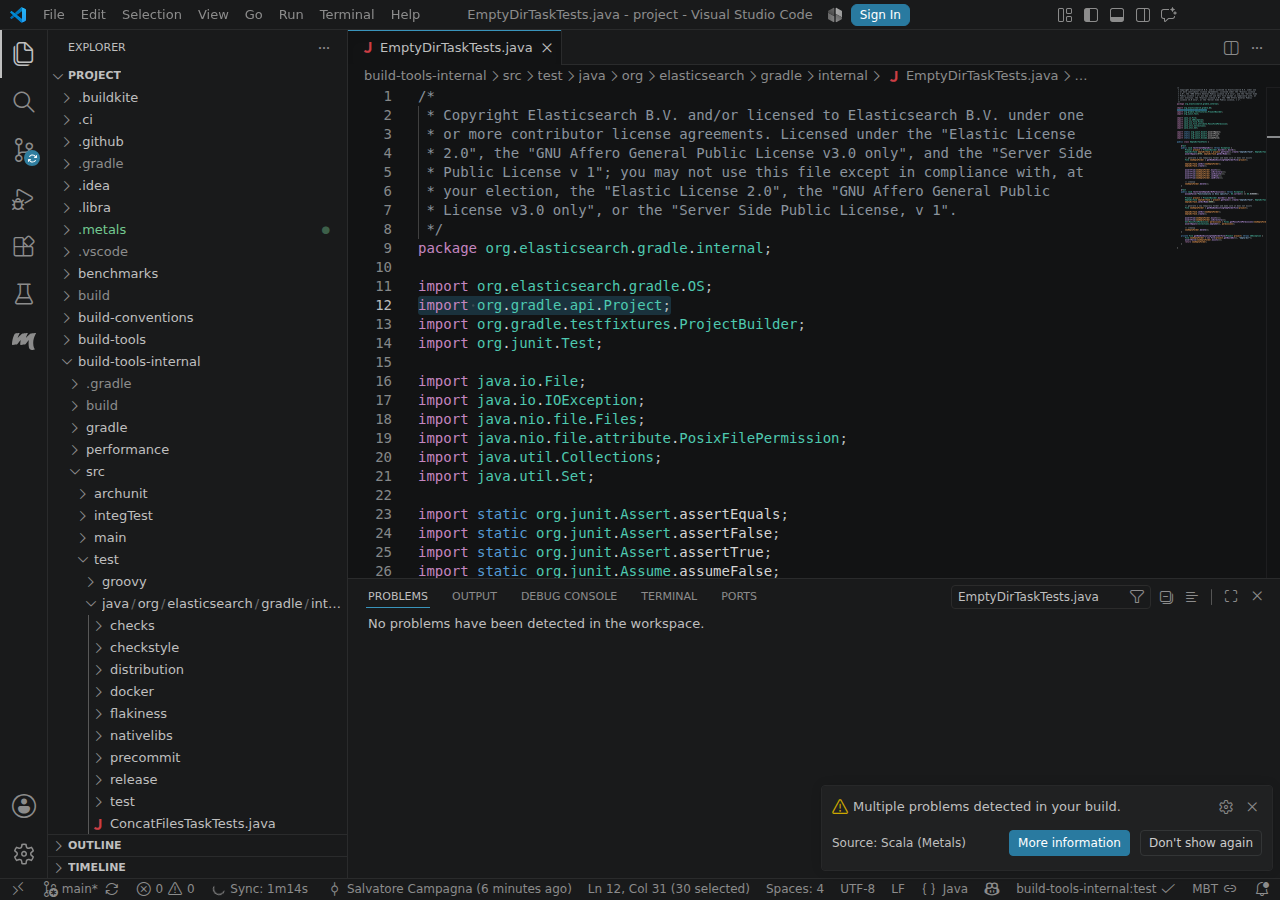 File Edit Selection View Go Run Terminal Help EmptyDirTaskTests.java - project - Visual Studio Code Sign In
EXPLORER
PROJECT
.buildkite
.ci
.github
.gradle
.idea
.libra
.metals
.vscode
benchmarks
build
build-conventions
build-tools
build-tools-internal
.gradle
build
gradle
performance
src
archunit
integTest
main
test
groovy
java/org/elasticsearch/gradle/int...
checks
checkstyle
distribution
docker
flakiness
nativelibs
precommit
release
test
ConcatFilesTaskTests.java
OUTLINE
TIMELINE
EmptyDirTaskTests.java
build-tools-internal > src > test > java > org > elasticsearch > gradle > internal > EmptyDirTaskTests.java > ...
1 /*
2 * Copyright Elasticsearch B.V. and/or licensed to Elasticsearch B.V. under one
3 * or more contributor license agreements. Licensed under the "Elastic License
4 * 2.0", the "GNU Affero General Public License v3.0 only", and the "Server Side
5 * Public License v 1"; you may not use this file except in compliance with, at
6 * your election, the "Elastic License 2.0", the "GNU Affero General Public
7 * License v3.0 only", or the "Server Side Public License, v 1".
8 */
9 package org.elasticsearch.gradle.internal;
10
11 import org.elasticsearch.gradle.OS;
12 import org.gradle.api.Project;
13 import org.gradle.testfixtures.ProjectBuilder;
14 import org.junit.Test;
15
16 import java.io.File;
17 import java.io.IOException;
18 import java.nio.file.Files;
19 import java.nio.file.attribute.PosixFilePermission;
20 import java.util.Collections;
21 import java.util.Set;
22
23 import static org.junit.Assert.assertEquals;
24 import static org.junit.Assert.assertFalse;
25 import static org.junit.Assert.assertTrue;
26 import static org.junit.Assume.assumeFalse;
PROBLEMS OUTPUT DEBUG CONSOLE TERMINAL PORTS EmptyDirTaskTests.java
No problems have been detected in the workspace.
Multiple problems detected in your build.
Source: Scala (Metals) More information Don't show again
main* 0 0 Sync: 1m14s Salvatore Campagna (6 minutes ago) Ln 12, Col 31 (30 selected) Spaces: 4 UTF-8 LF { } Java build-tools-internal:test MBT